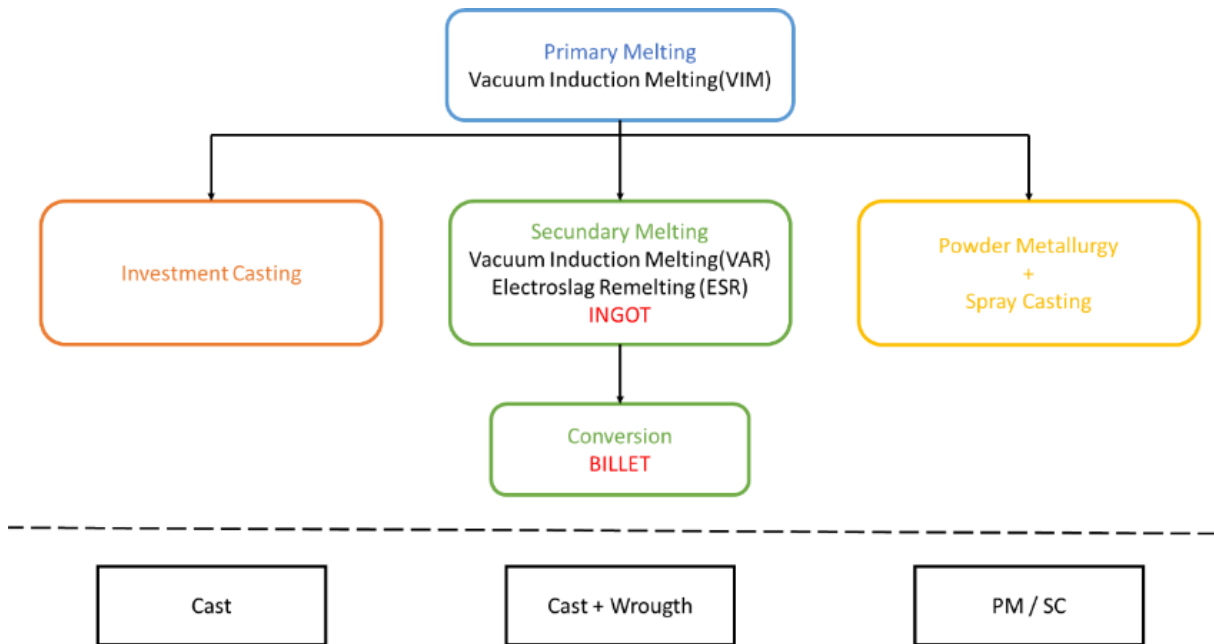 Primary Melting
Vacuum Induction Melting(VIM)
Investment Casting
Secundary Melting
Vacuum Induction Melting(VAR)
Electroslag Remelting (ESR)
INGOT
Powder Metallurgy
+
Spray Casting
Conversion
BILLET
Cast
Cast + Wrougth
PM / SC